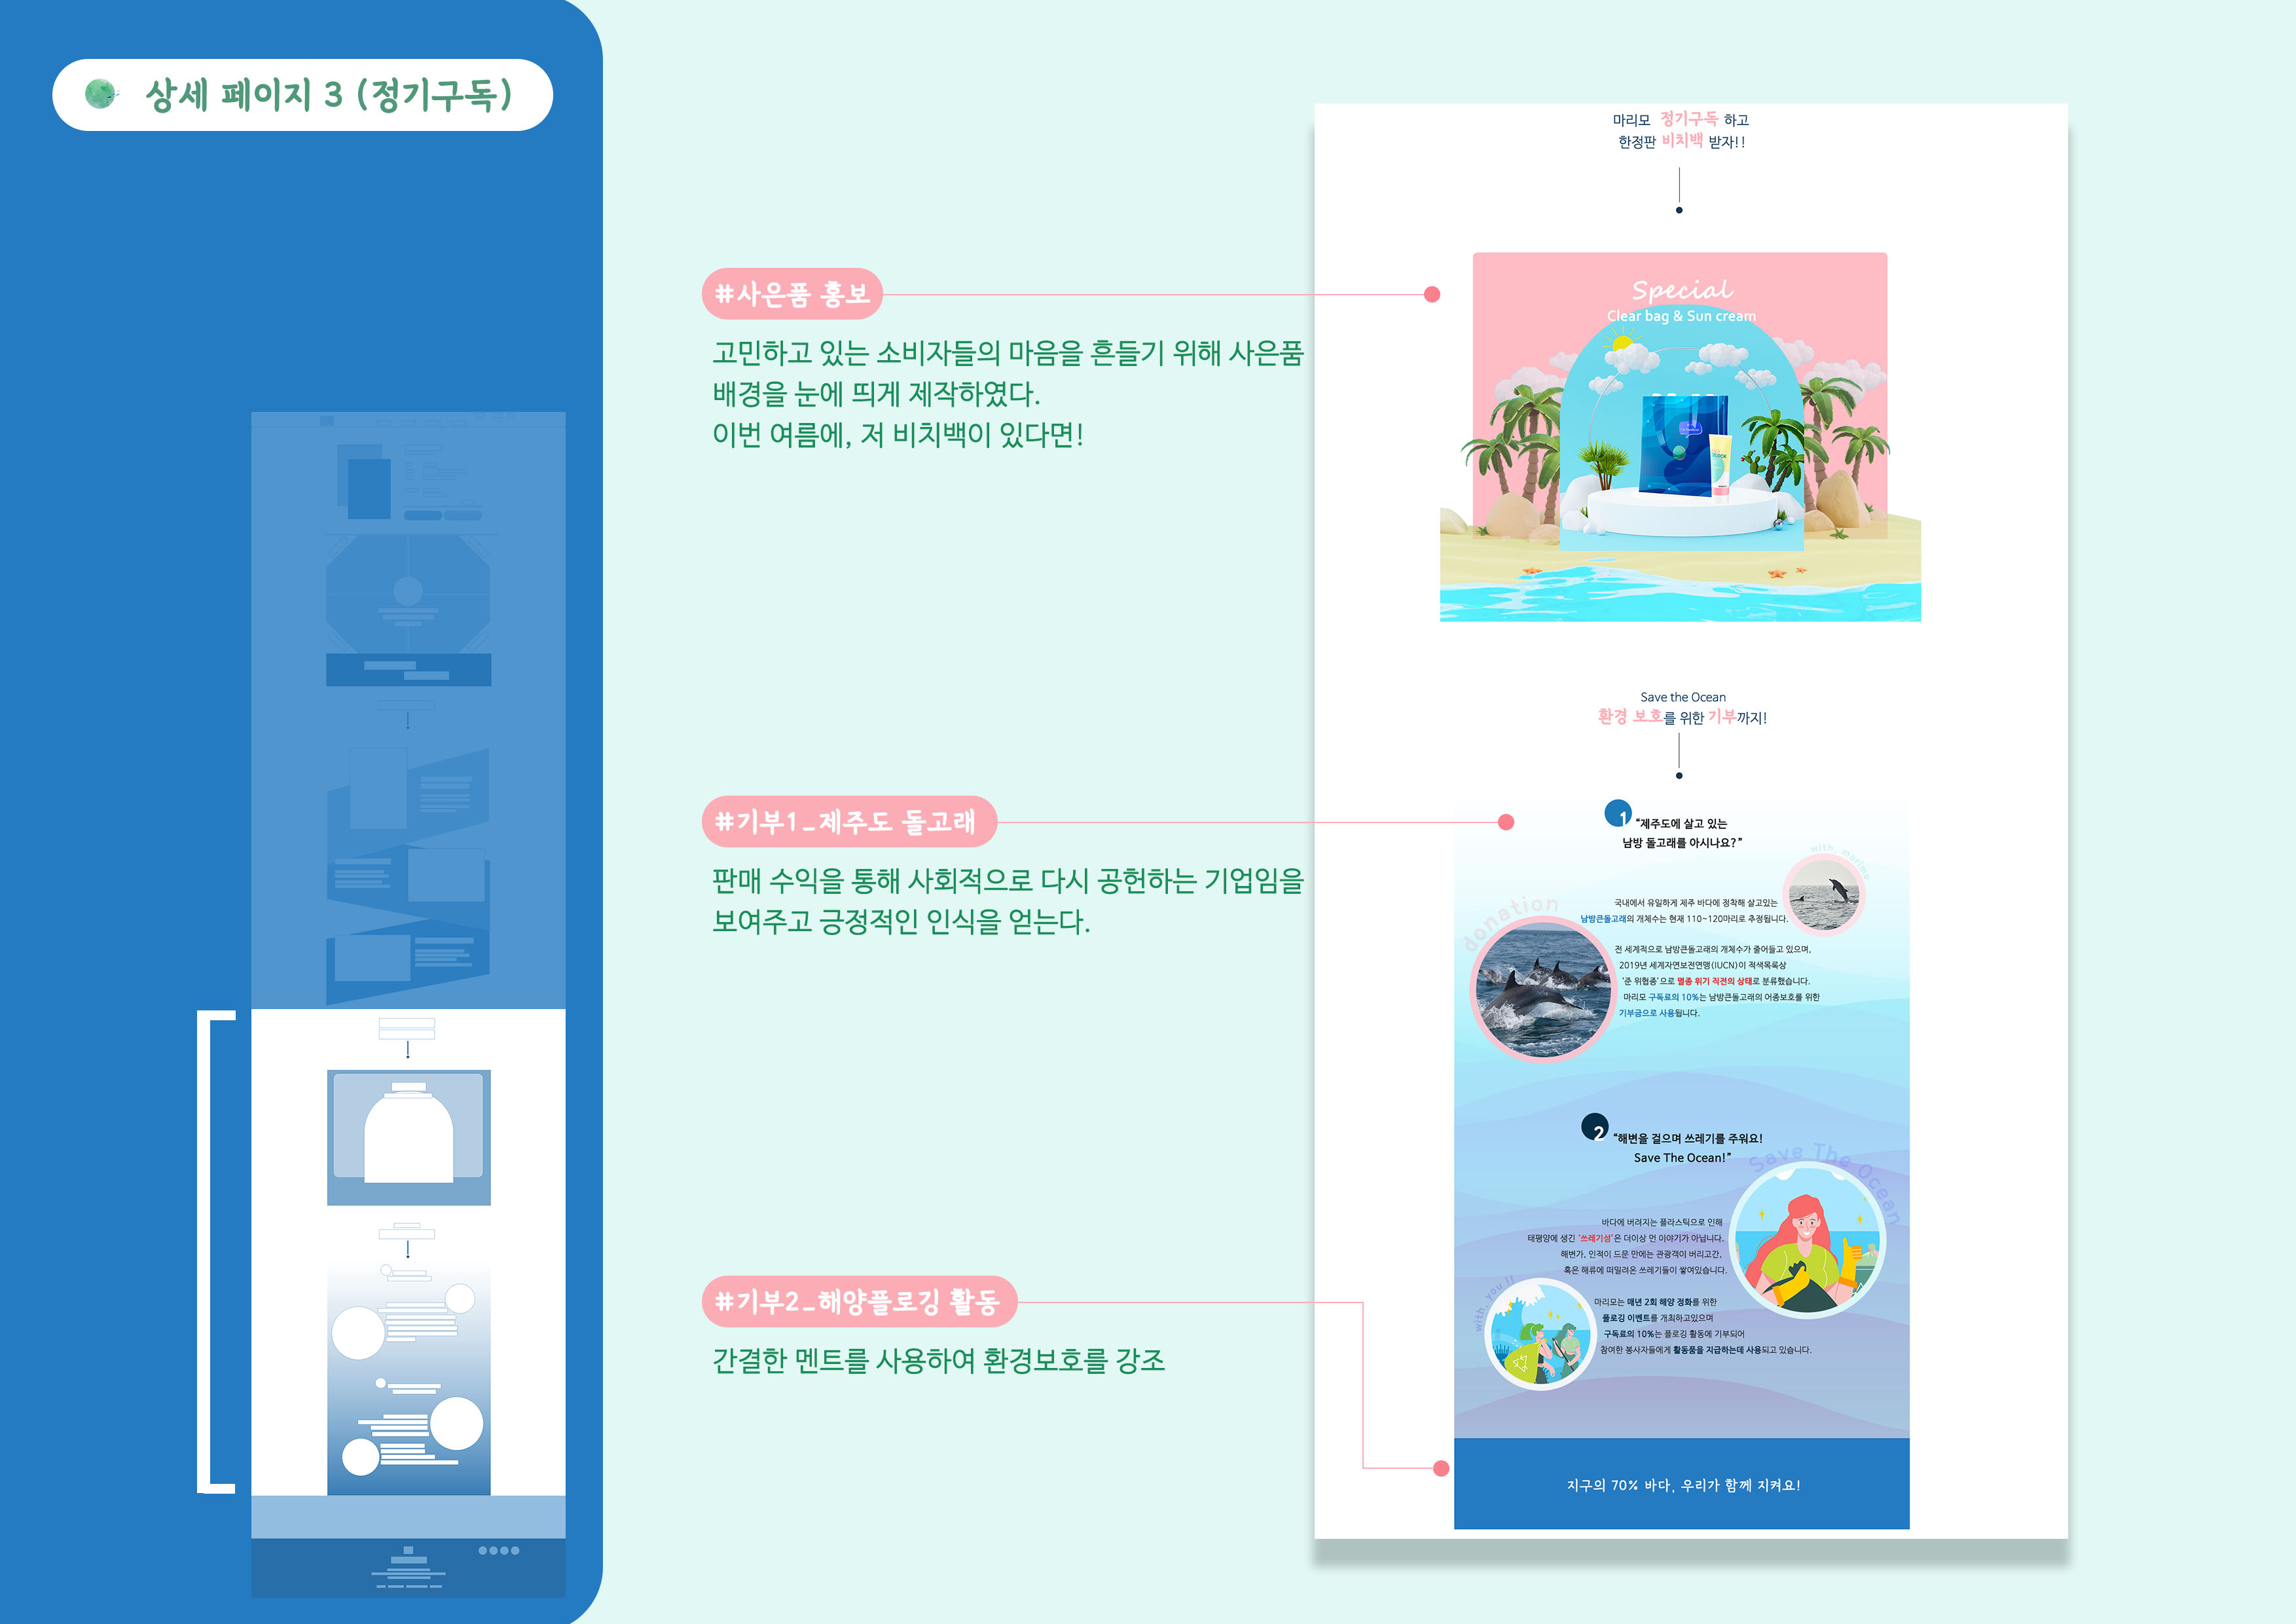 상세 페이지 3 (정기구독)
#사은품 홍보
고민하고 있는 소비자들의 마음을 흔들기 위해 사은품
배경을 눈에 띄게 제작하였다.
이번 여름에, 저 비치백이 있다면!
#기부1_제주도 돌고래
판매 수익을 통해 사회적으로 다시 공헌하는 기업임을
보여주고 긍정적인 인식을 얻는다.
#기부2_해양플로깅 활동
간결한 멘트를 사용하여 환경보호를 강조
마리모 정기구독 하고
한정판 비치백 받자!!
Special
Clear bag & Sun cream
Save the Ocean
환경 보호를 위한 기부까지!
1
“제주도에 살고 있는
남방 돌고래를 아시나요?”
with, marimo
donation
국내에서 유일하게 제주 바다에 정착해 살고있는
남방큰돌고래의 개체수는 현재 110~120마리로 추정됩니다.
전 세계적으로 남방큰돌고래의 개체수가 줄어들고 있으며,
2019년 세계자연보전연맹(IUCN)이 적색목록상
‘준 위협종’으로 멸종 위기 직전의 상태로 분류했습니다.
마리모 구독료의 10%는 남방큰돌고래의 어종보호를 위한
기부금으로 사용됩니다.
2
“해변을 걸으며 쓰레기를 주워요!
Save The Ocean!”
Save The Ocean
바다에 버려지는 플라스틱으로 인해
태평양에 생긴 '쓰레기섬'은 더이상 먼 이야기가 아닙니다.
해변가, 인적이 드문 만에는 관광객이 버리고간,
혹은 해류에 떠밀려온 쓰레기들이 쌓여있습니다.
with, you !!
마리모는 매년 2회 해양 정화를 위한
플로깅 이벤트를 개최하고있으며
구독료의 10%는 플로깅 활동에 기부되어
참여한 봉사자들에게 활동품을 지급하는데 사용되고 있습니다.
지구의 70% 바다, 우리가 함께 지켜요!